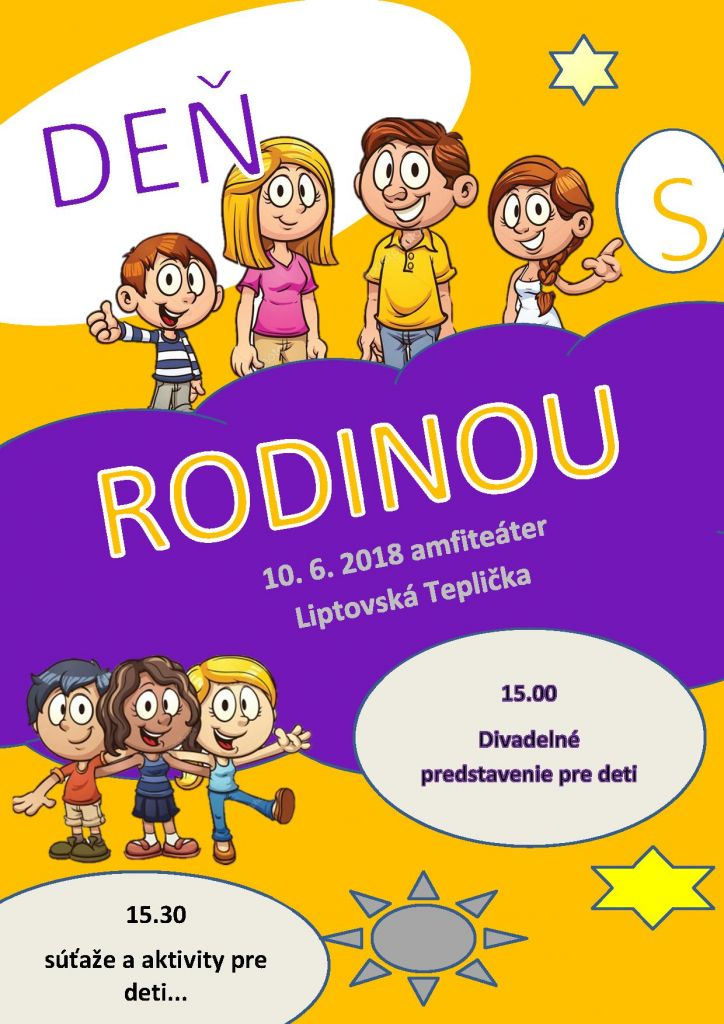 DEŇ
S
RODINOU
10. 6. 2018 amfiteáter
Liptovská Teplička
15.00
Divadelné
predstavenie pre deti
15.30
súťaže a aktivity pre
deti...